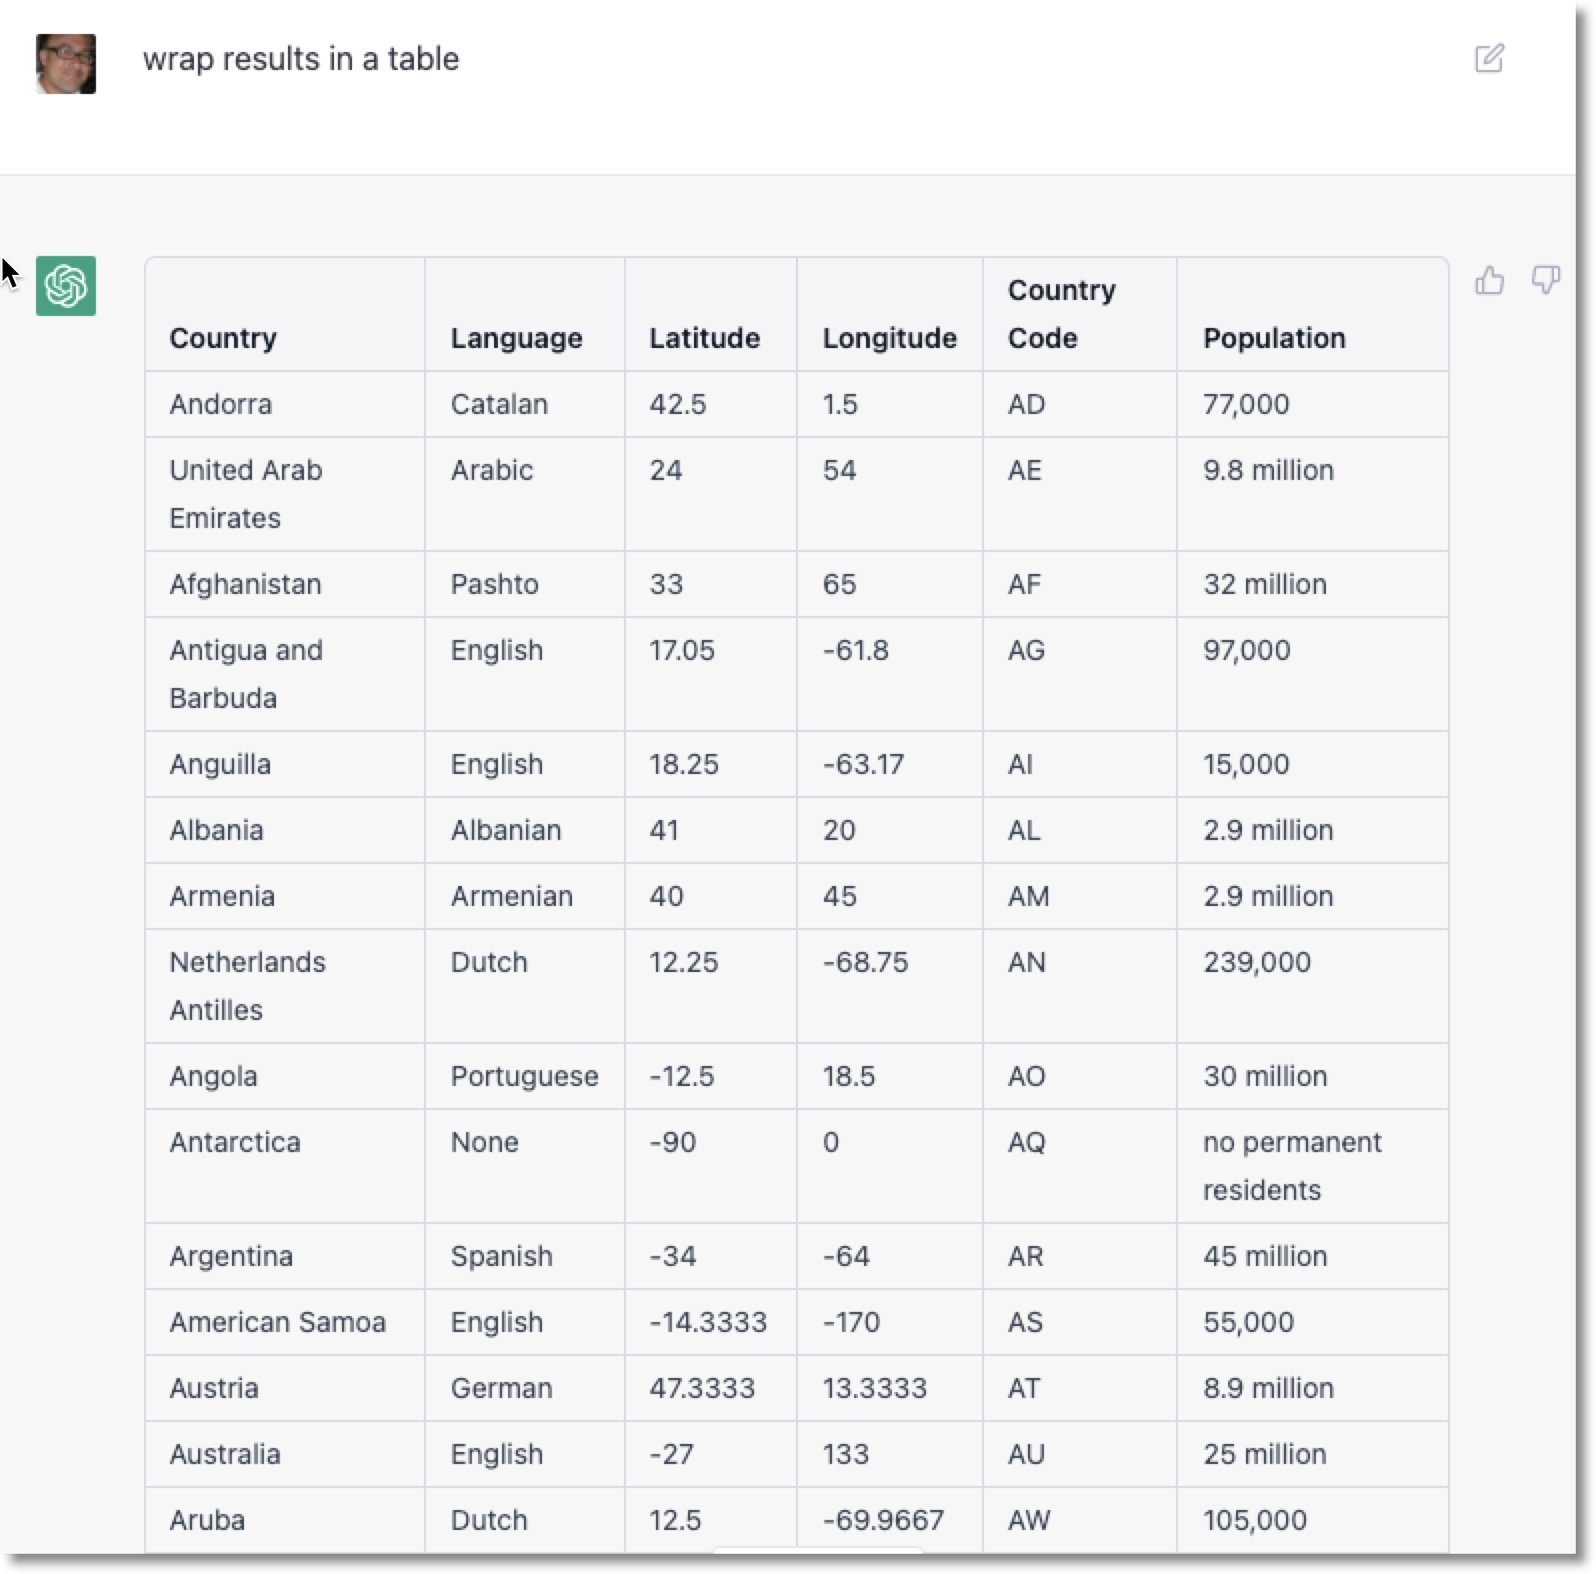 wrap results in a table
Country Language Latitude Longitude Country Code Population
Andorra Catalan 42.5 1.5 AD 77,000
United Arab Emirates Arabic 24 54 AE 9.8 million
Afghanistan Pashto 33 65 AF 32 million
Antigua and Barbuda English 17.05 -61.8 AG 97,000
Anguilla English 18.25 -63.17 AI 15,000
Albania Albanian 41 20 AL 2.9 million
Armenia Armenian 40 45 AM 2.9 million
Netherlands Antilles Dutch 12.25 -68.75 AN 239,000
Angola Portuguese -12.5 18.5 AO 30 million
Antarctica None -90 0 AQ no permanent residents
Argentina Spanish -34 -64 AR 45 million
American Samoa English -14.3333 -170 AS 55,000
Austria German 47.3333 13.3333 AT 8.9 million
Australia English -27 133 AU 25 million
Aruba Dutch 12.5 -69.9667 AW 105,000